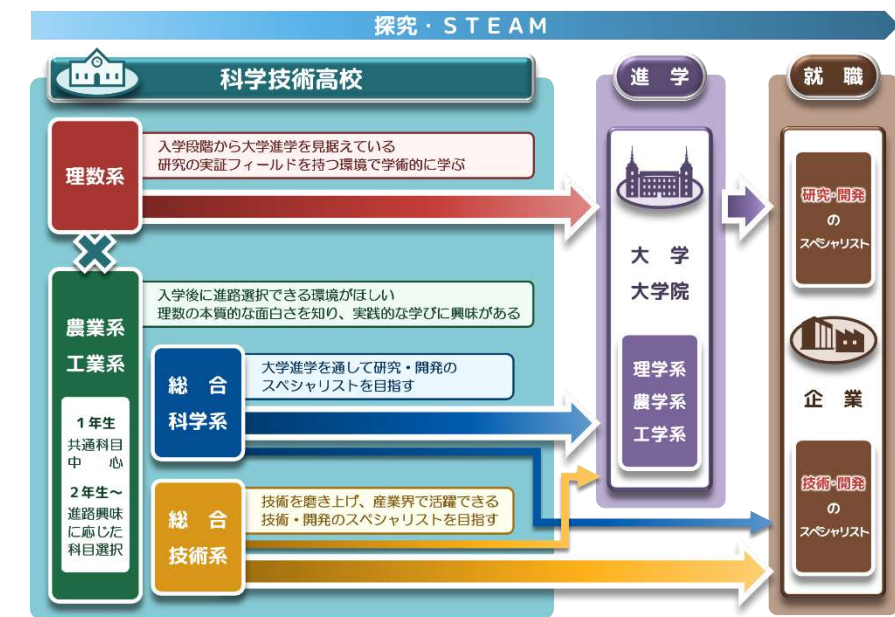 探究・STEAM
科学技術高校
進 学
就 職
理数系
入学段階から大学進学を見据えている
研究の実証フィールドを持つ環境で学術的に学ぶ
農業系
工業系
1年生
共通科目
中 心
2年生～
進路興味
に応じた
科目選択
入学後に進路選択できる環境がほしい
理数の本質的な面白さを知り、実践的な学びに興味がある
総 合
科学系
大学進学を通して研究・開発の
スペシャリストを目指す
総 合
技術系
技術を磨き上げ、産業界で活躍できる
技術・開発のスペシャリストを目指す
大 学
大学院
理学系
農学系
工学系
研究・開発
の
スペシャリスト
企 業
技術・開発
の
スペシャリスト